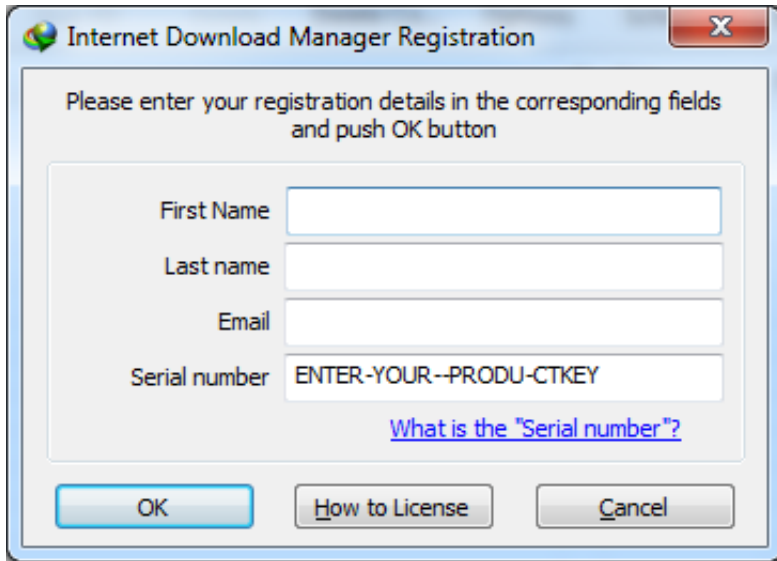 Internet Download Manager Registration
Please enter your registration details in the corresponding fields
and push OK button
First Name
Last name
Email
Serial number ENTER-YOUR--PRODU-CTKEY
What is the "Serial number"?
OK How to License Cancel